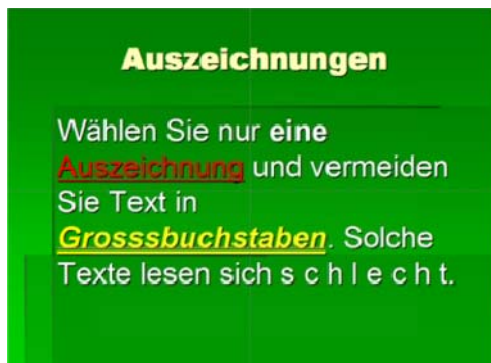 Auszeichnungen
Wählen Sie nur eine
Auszeichnung und vermeiden
Sie Text in
Grosssbuchstaben. Solche
Texte lesen sich s c h l e c h t.